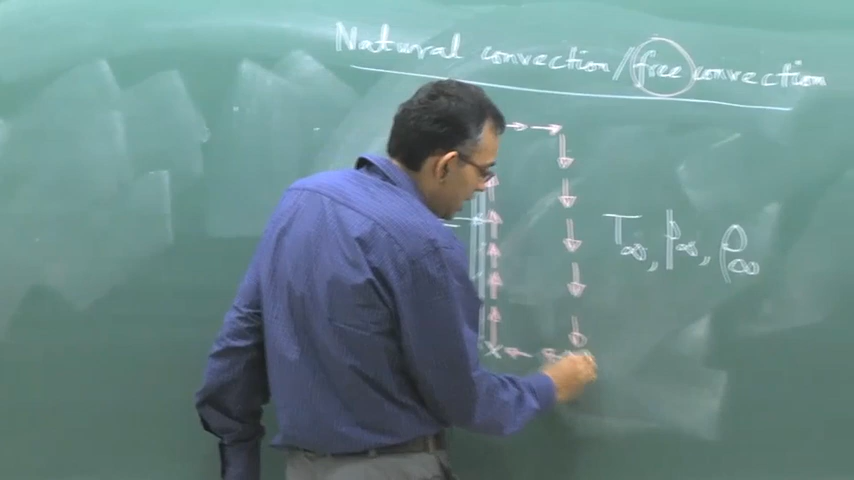 Natural convection/free convection
T∞, p∞, ρ∞
x